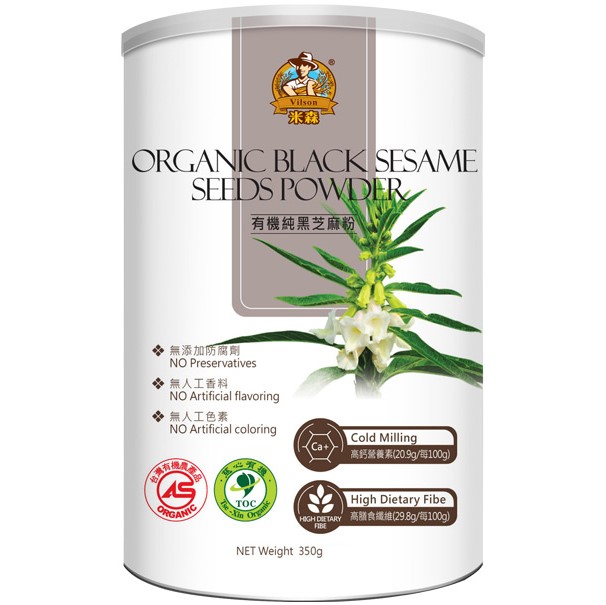 ®
Vilson
米森
ORGANIC BLACK SESAME
SEEDS POWDER
有機純黑芝麻粉
無添加防腐劑
NO Preservatives
無人工香料
NO Artificial flavoring
無人工色素
NO Artificial coloring
Ca+
Cold Milling
高鈣營養素(20.9g/每100g)
HIGH DIETARY
FIBE
High Dietary Fibe
高膳食纖維(29.8g/每100g)
台灣有機農產品
AS
ORGANIC
慈心有機
TOC
Tse-Xin Organic
NET Weight 350g